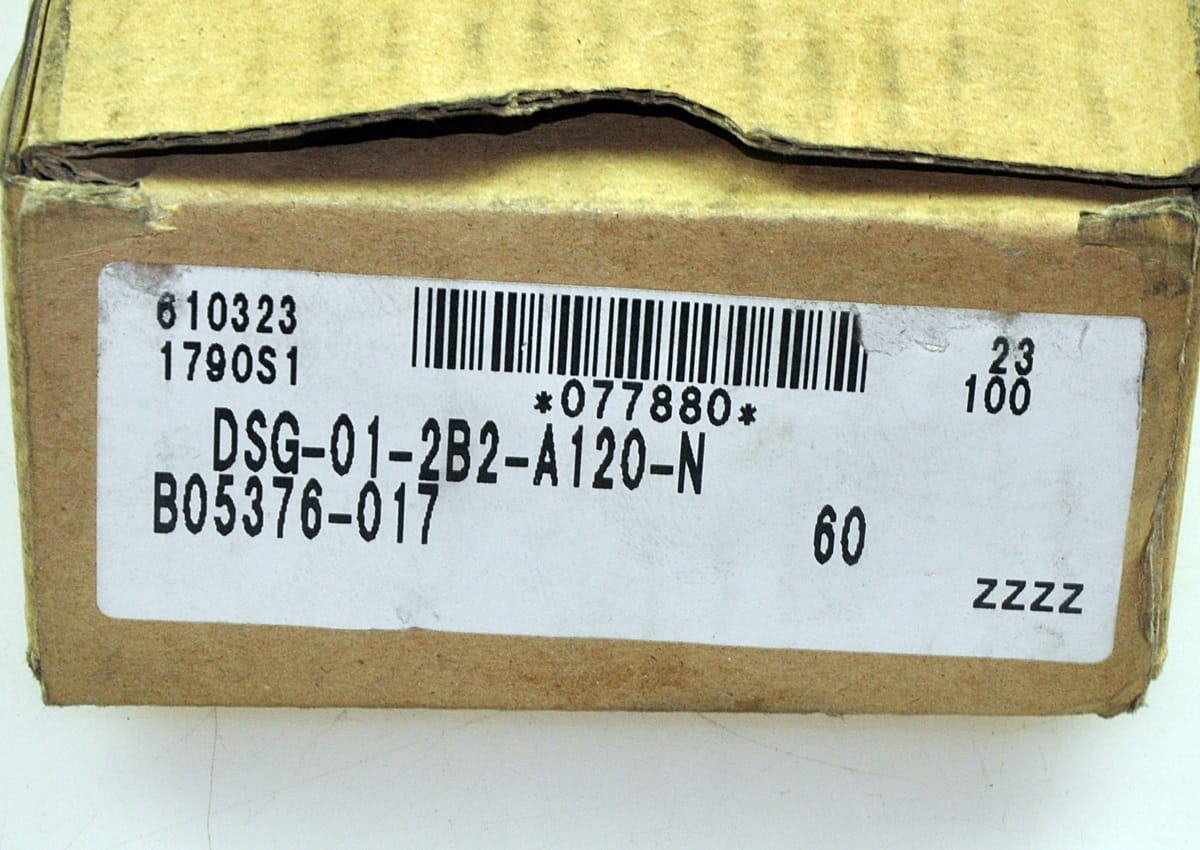 610323
1790S1
*077880*
23
100
DSG-01-2B2-A120-N
B05376-017
60
ZZZZ